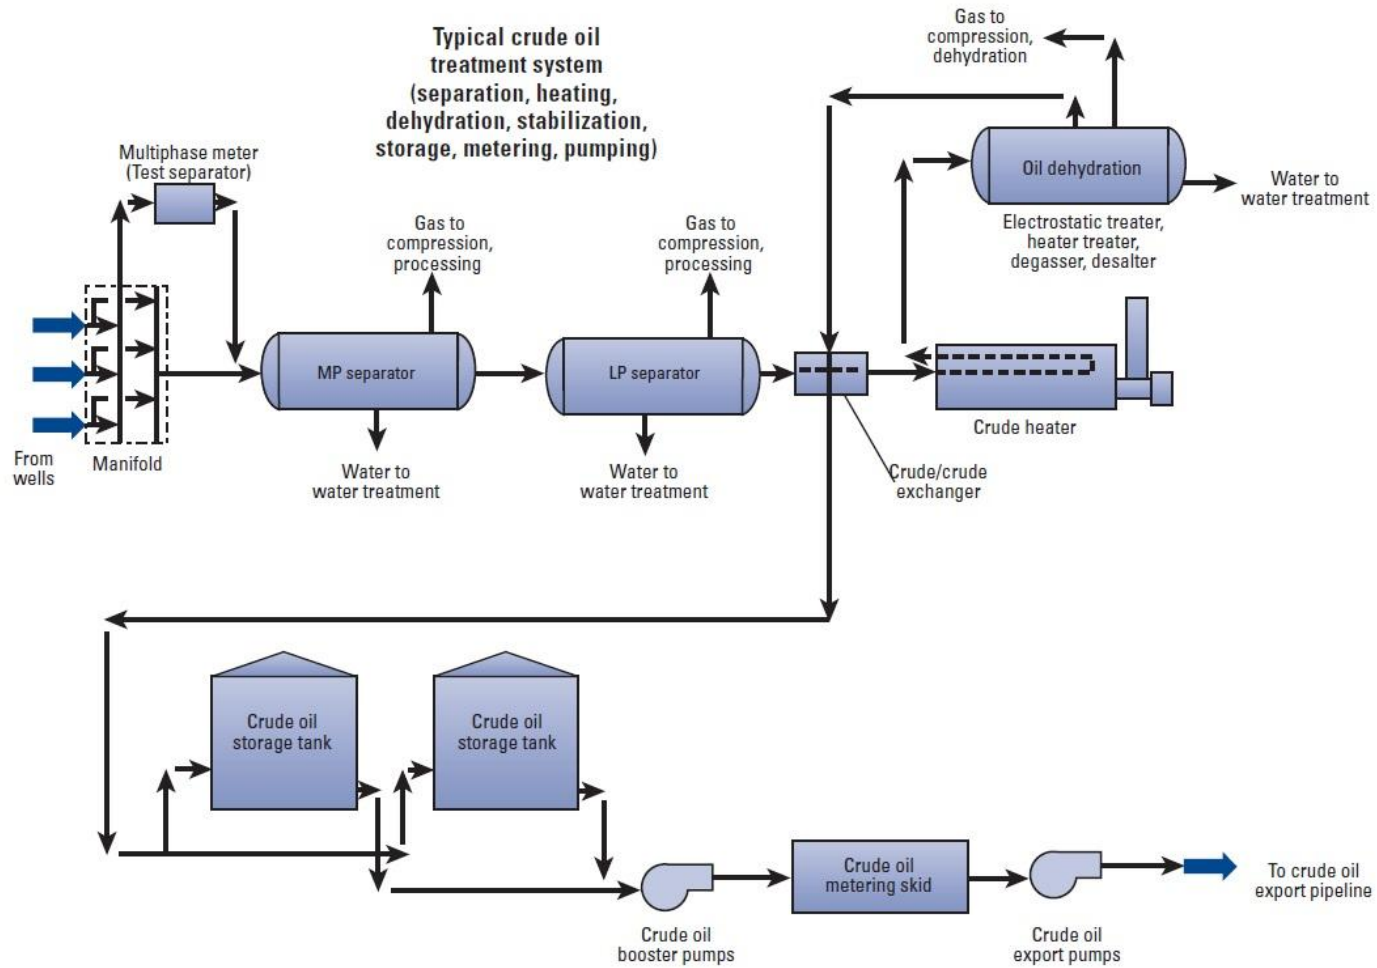 Typical crude oil
treatment system
(separation, heating,
dehydration, stabilization,
storage, metering, pumping)
Gas to
compression,
dehydration
Multiphase meter
(Test separator)
Oil dehydration
Water to
water treatment
Electrostatic treater,
heater treater,
degasser, desalter
Gas to
compression,
processing
Gas to
compression,
processing
MP separator
LP separator
Crude heater
From
wells
Manifold
Water to
water treatment
Water to
water treatment
Crude/crude
exchanger
Crude oil
storage tank
Crude oil
storage tank
Crude oil
metering skid
To crude oil
export pipeline
Crude oil
booster pumps
Crude oil
export pumps